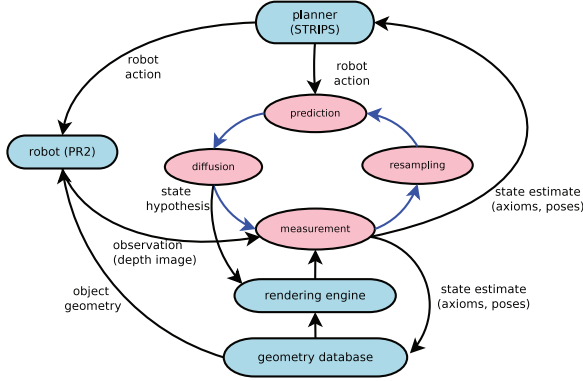 planner
(STRIPS)
robot
action
robot
action
prediction
robot (PR2)
diffusion
resampling
state
hypothesis
state estimate
(axioms, poses)
measurement
observation
(depth image)
object
geometry
rendering engine
state estimate
(axioms, poses)
geometry database